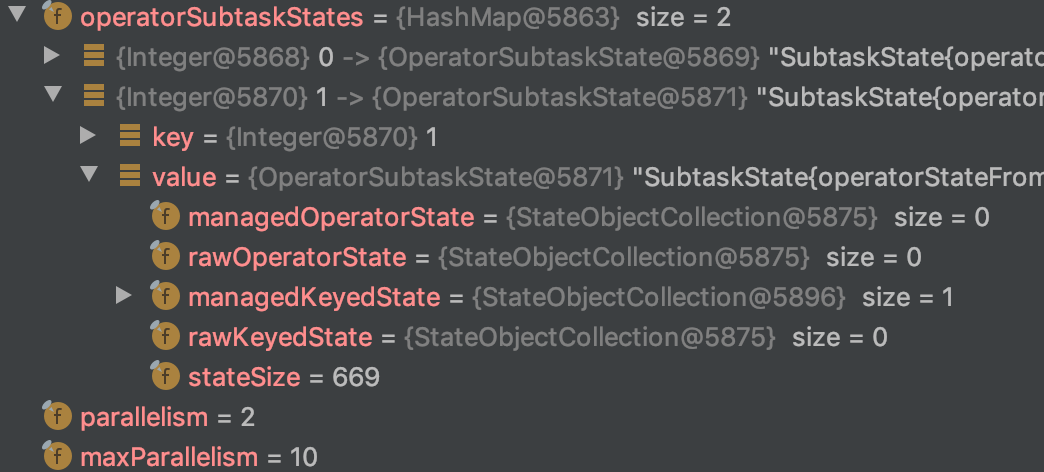 f operatorSubtaskStates = {HashMap@5863} size = 2
{Integer@5868} 0 -> {OperatorSubtaskState@5869} "SubtaskState{operato
{Integer@5870} 1 -> {OperatorSubtaskState@5871} "SubtaskState{operator
key = {Integer@5870} 1
value = {OperatorSubtaskState@5871} "SubtaskState{operatorStateFrom
f managedOperatorState = {StateObjectCollection@5875} size = 0
f rawOperatorState = {StateObjectCollection@5875} size = 0
f managedKeyedState = {StateObjectCollection@5896} size = 1
f rawKeyedState = {StateObjectCollection@5875} size = 0
f stateSize = 669
f parallelism = 2
f maxParallelism = 10